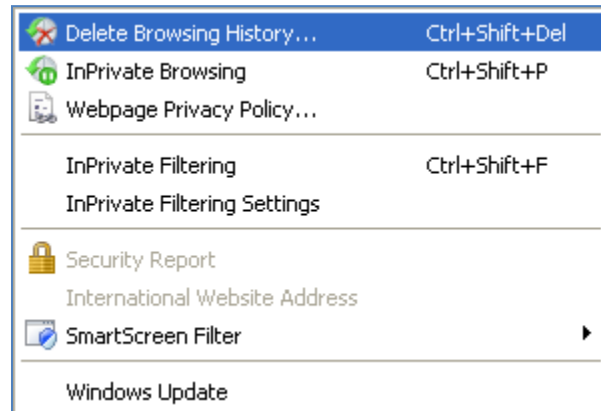 Delete Browsing History... Ctrl+Shift+Del
InPrivate Browsing Ctrl+Shift+P
Webpage Privacy Policy...
InPrivate Filtering Ctrl+Shift+F
InPrivate Filtering Settings
Security Report
International Website Address
SmartScreen Filter
Windows Update